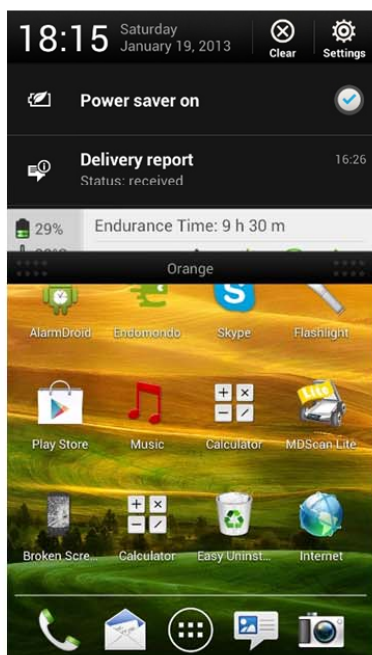 18:15
Saturday
January 19, 2013
Clear
Settings
Power saver on
Delivery report
16:26
Status: received
29%
Endurance Time: 9 h 30 m
Orange
AlarmDroid
Endomondo
Skype
Flashlight
Play Store
Music
Calculator
MDScan Lite
Broken Scre...
Calculator
Easy Uninst...
Internet